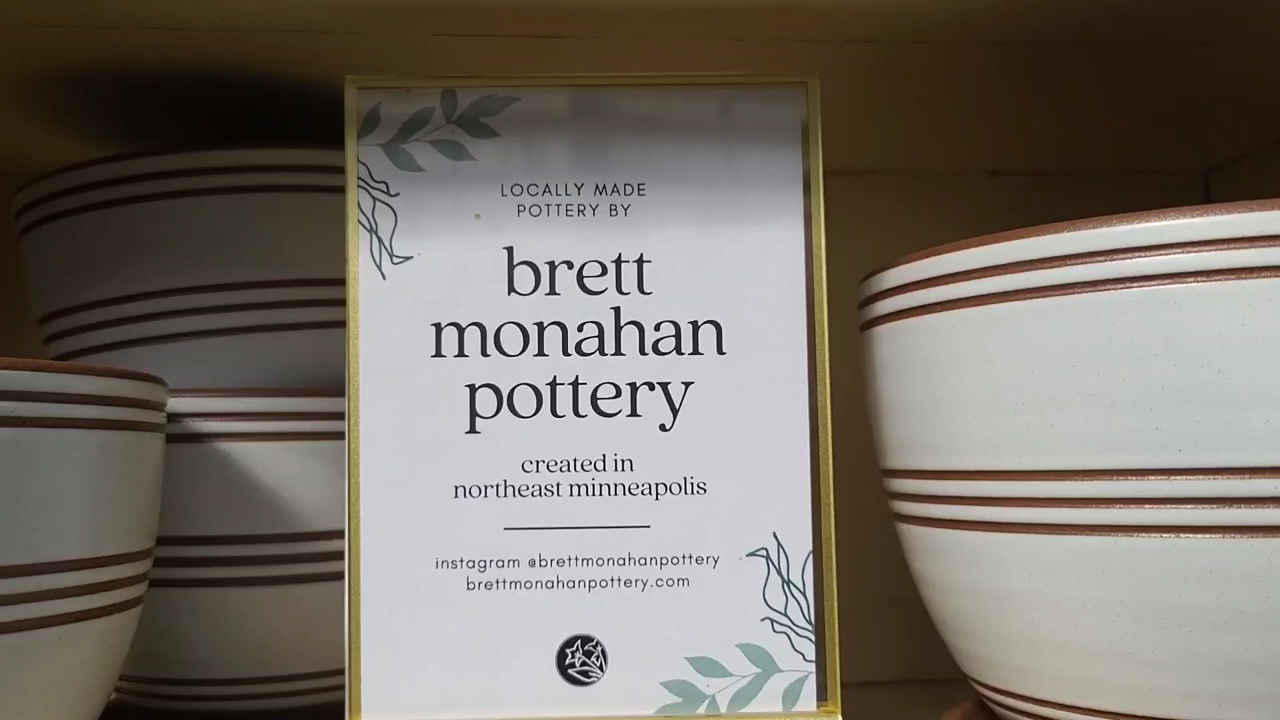 LOCALLY MADE
POTTERY BY
brett
monahan
pottery
created in
northeast minneapolis
instagram @brettmonahanpottery
brettmonahanpottery.com